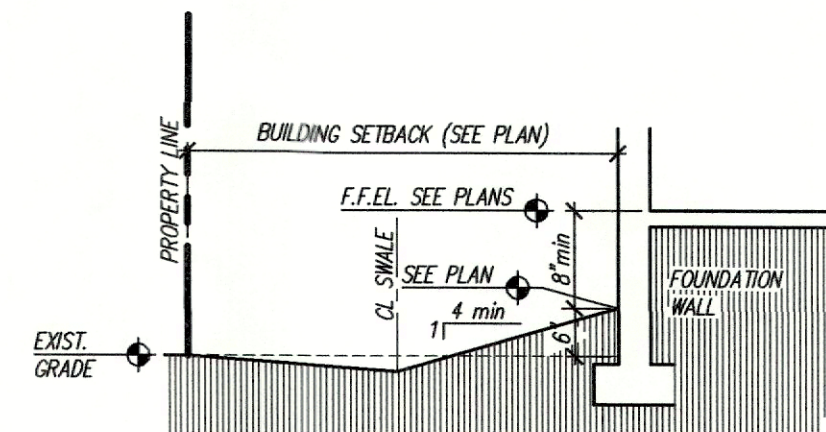 BUILDING SETBACK (SEE PLAN)
PROPERTY LINE
F.F.EL. SEE PLANS
CL SWALE
SEE PLAN
8"min
FOUNDATION
WALL
4 min
1
6"
EXIST.
GRADE